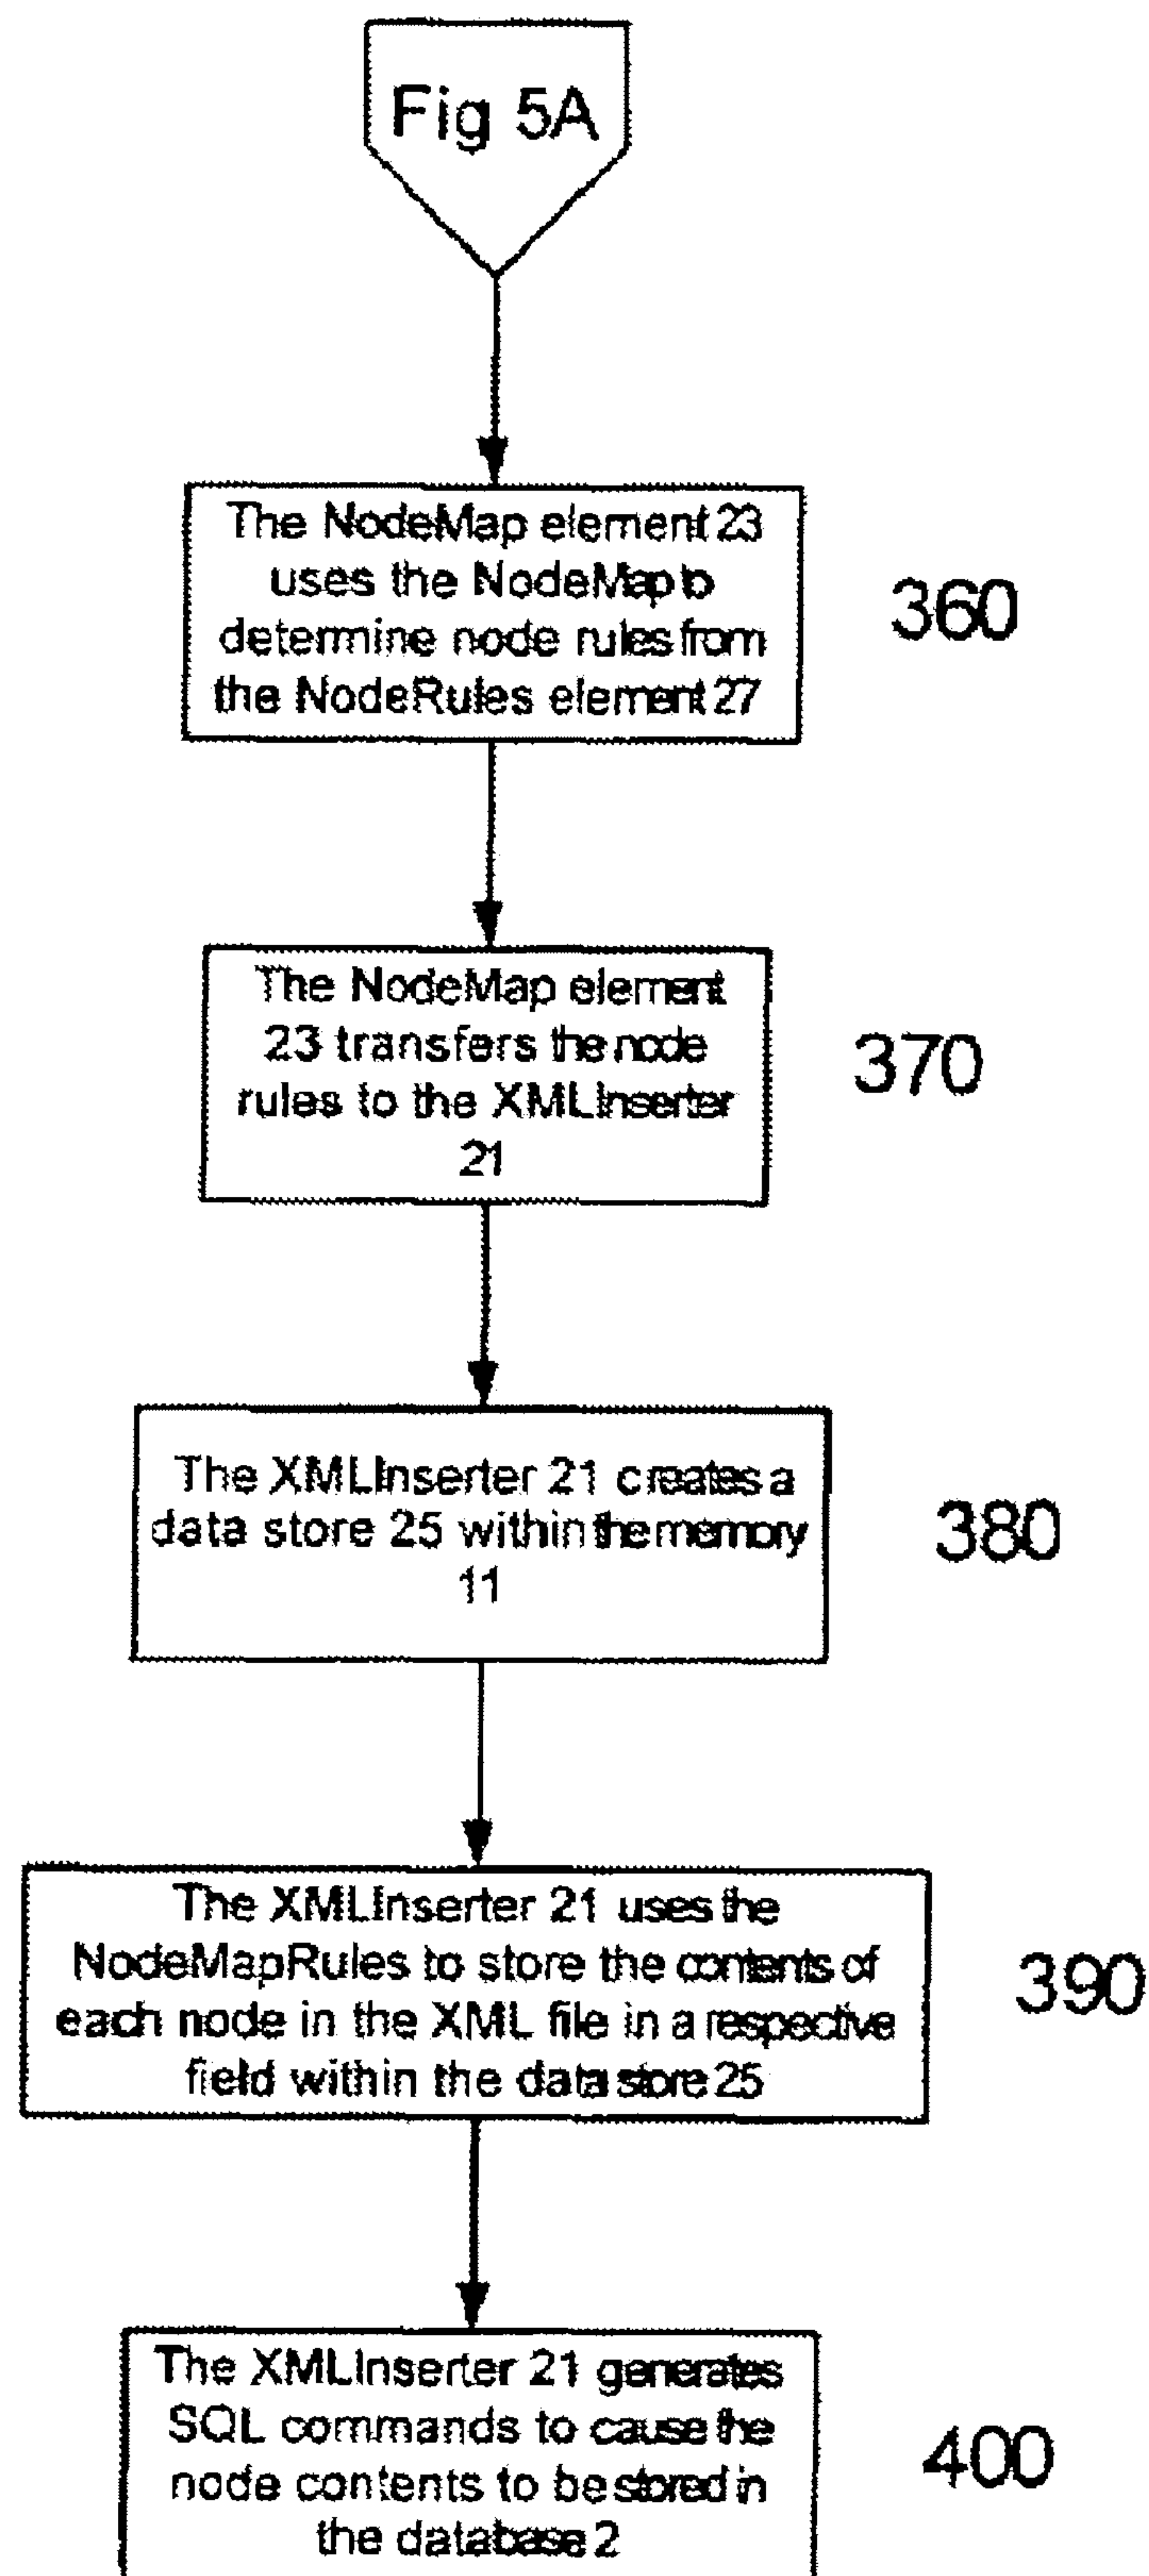 Fig 5A
The NodeMap element 23
uses the NodeMap to
determine node rules from
the NodeRules element 27
360
The NodeMap element
23 transfers the node
rules to the XMLInserter
21
370
The XMLInserter 21 creates a
data store 25 within the memory
11
380
The XMLInserter 21 uses the
NodeMapRules to store the contents of
each node in the XML file in a respective
field within the data store 25
390
The XMLInserter 21 generates
SQL commands to cause the
node contents to be stored in
the database 2
400